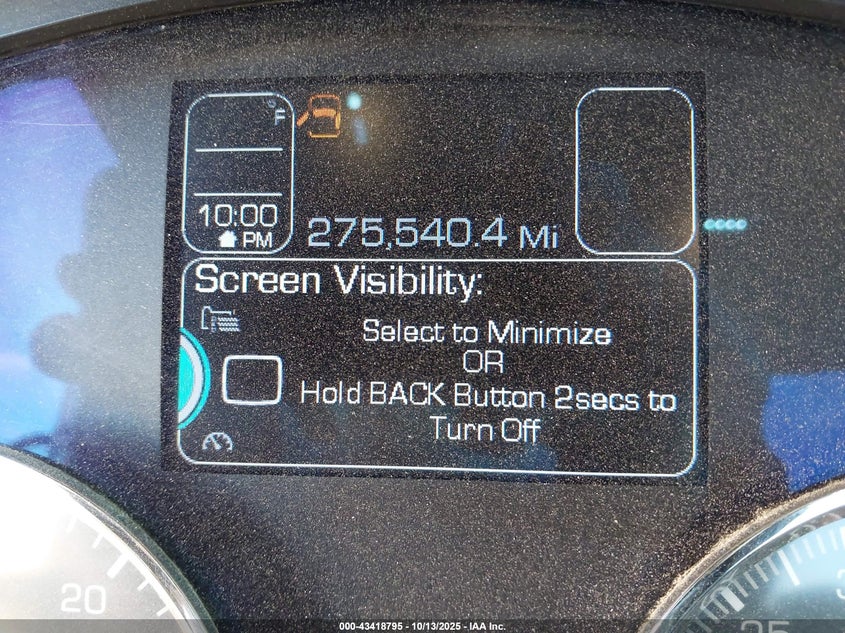 °F
10:00
PM
275,540.4 Mi
Screen Visibility:
Select to Minimize
OR
Hold BACK Button 2secs to
Turn Off
20
35
000-43418795 - 10/13/2025 - IAA Inc.